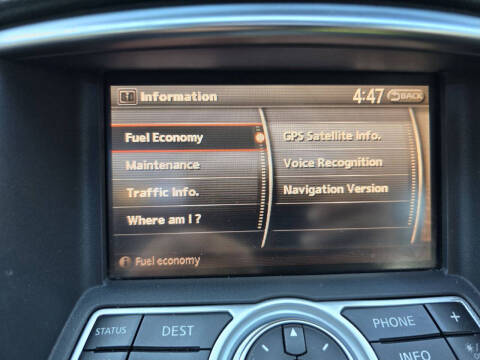 i Information 4:47 BACK
Fuel Economy GPS Satellite Info.
Maintenance Voice Recognition
Traffic Info. Navigation Version
Where am I ?
i Fuel economy
STATUS DEST PHONE +
INFO